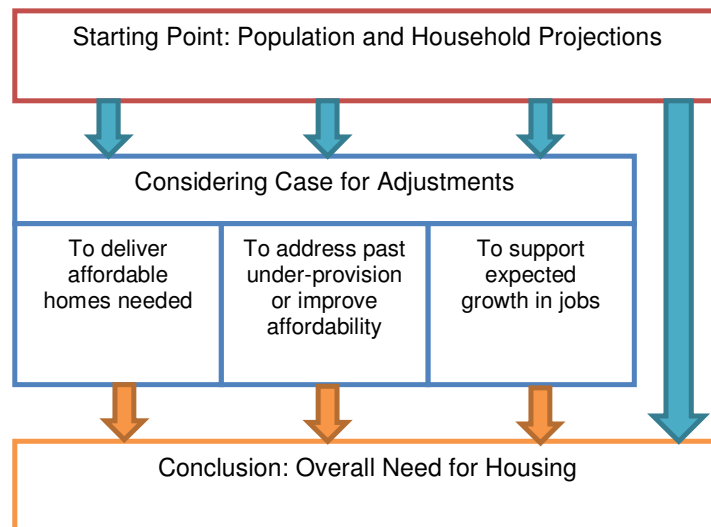 Starting Point: Population and Household Projections
Considering Case for Adjustments
To deliver
affordable
homes needed
To address past
under-provision
or improve
affordability
To support
expected
growth in jobs
Conclusion: Overall Need for Housing